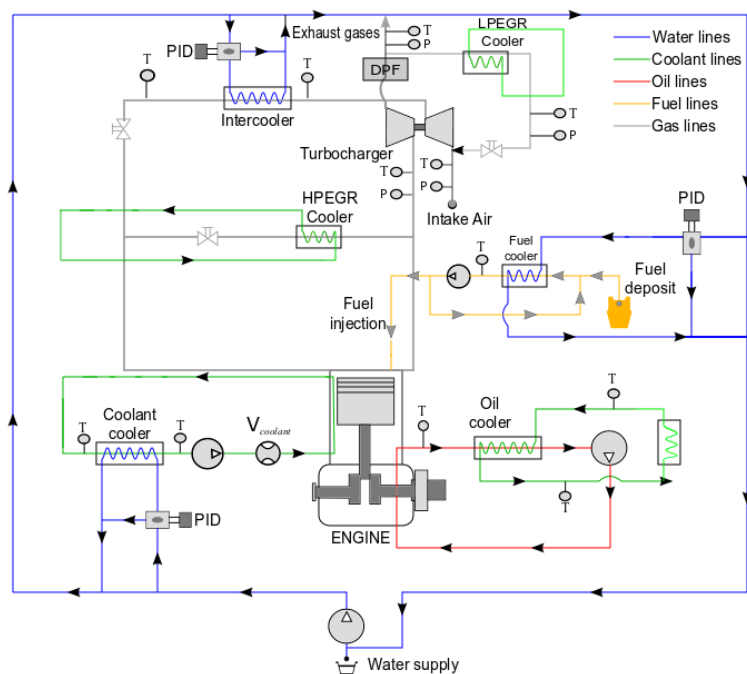 PID
T
T
Exhaust gases
T
P
LPEGR
Cooler
DPF
Water lines
Coolant lines
Oil lines
Fuel lines
Gas lines
Intercooler
Turbocharger
T
P
T
P
T
P
Intake Air
HPEGR
Cooler
PID
T
Fuel
cooler
Fuel
deposit
Fuel
injection
Coolant
cooler
T
T
V coolant
T
Oil
cooler
T
T
PID
ENGINE
Water supply